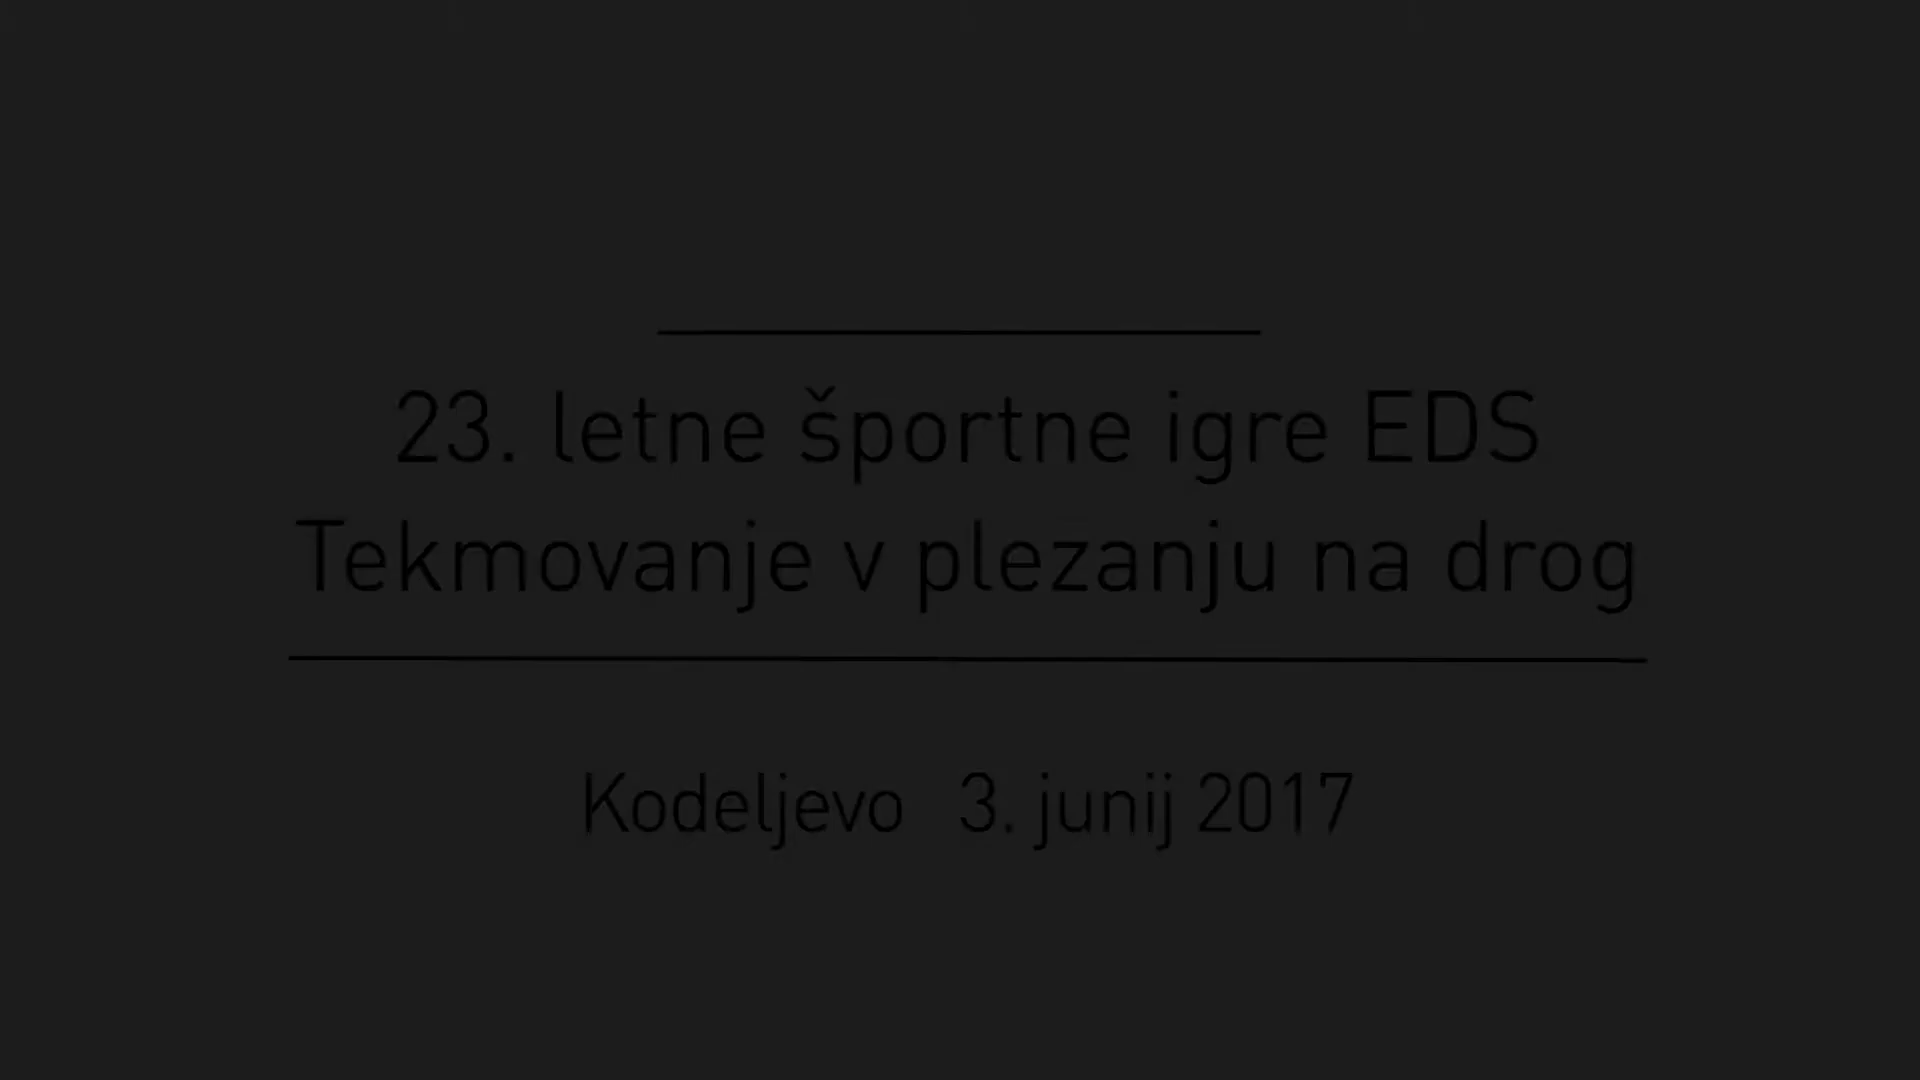 23. letne športne igre EDS
Tekmovanje v plezanju na drog
Kodeljevo 3. junij 2017